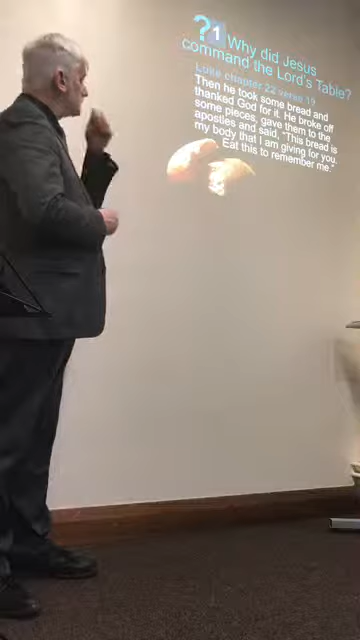 ?1 Why did Jesus
command the Lord's Table?
Luke chapter 22 verse 19
Then he took some bread and
thanked God for it. He broke off
some pieces, gave them to the
apostles and said, "This bread is
my body that I am giving for you.
Eat this to remember me."